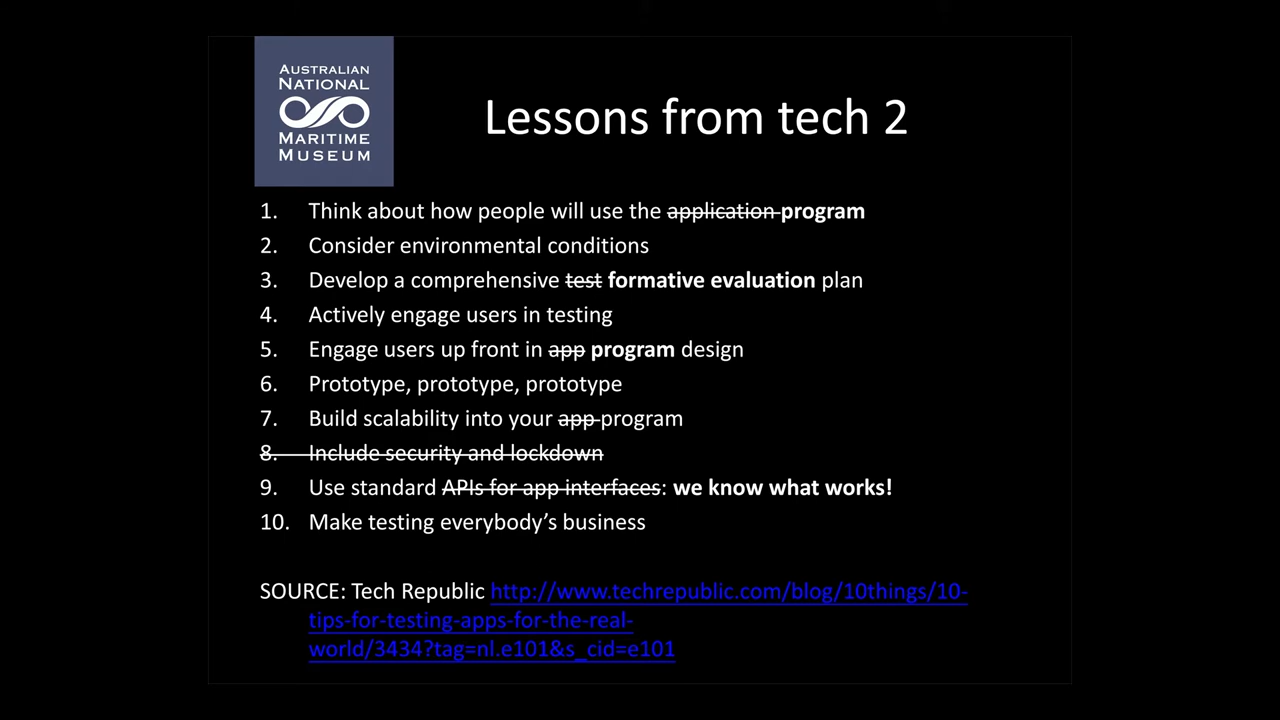 AUSTRALIAN
NATIONAL
MARITIME
MUSEUM
Lessons from tech 2
1. Think about how people will use the application program
2. Consider environmental conditions
3. Develop a comprehensive test formative evaluation plan
4. Actively engage users in testing
5. Engage users up front in app program design
6. Prototype, prototype, prototype
7. Build scalability into your app program
8. Include security and lockdown
9. Use standard APIs for app interfaces: we know what works!
10. Make testing everybody’s business
SOURCE: Tech Republic http://www.techrepublic.com/blog/10things/10-
tips-for-testing-apps-for-the-real-
world/3434?tag=nl.e101&s_cid=e101